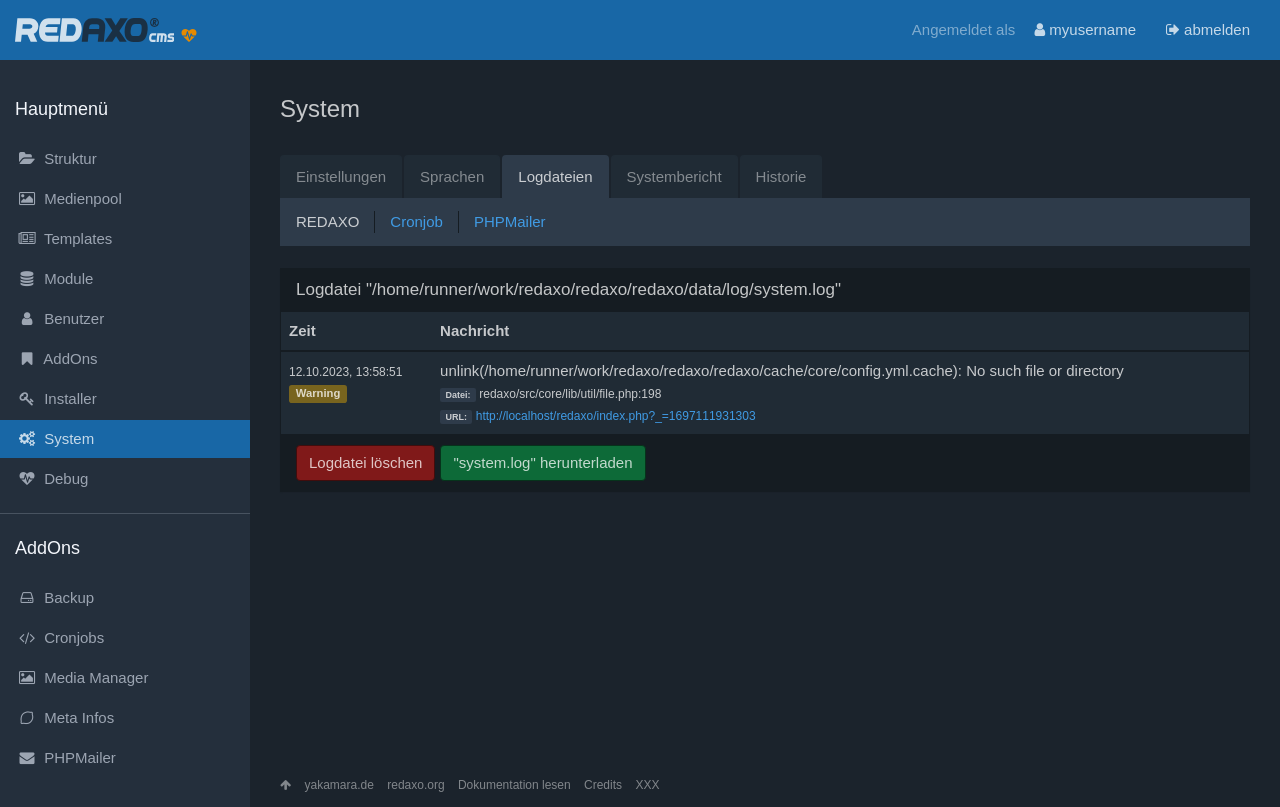 REDAXO® cms
Angemeldet als myusername abmelden
Hauptmenü
Struktur
Medienpool
Templates
Module
Benutzer
AddOns
Installer
System
Debug
AddOns
Backup
Cronjobs
Media Manager
Meta Infos
PHPMailer
System
Einstellungen Sprachen Logdateien Systembericht Historie
REDAXO Cronjob PHPMailer
Logdatei "/home/runner/work/redaxo/redaxo/redaxo/data/log/system.log"
Zeit Nachricht
12.10.2023, 13:58:51 unlink(/home/runner/work/redaxo/redaxo/redaxo/cache/core/config.yml.cache): No such file or directory
Warning Datei: redaxo/src/core/lib/util/file.php:198
URL: http://localhost/redaxo/index.php?_=1697111931303
Logdatei löschen "system.log" herunterladen
yakamara.de redaxo.org Dokumentation lesen Credits XXX